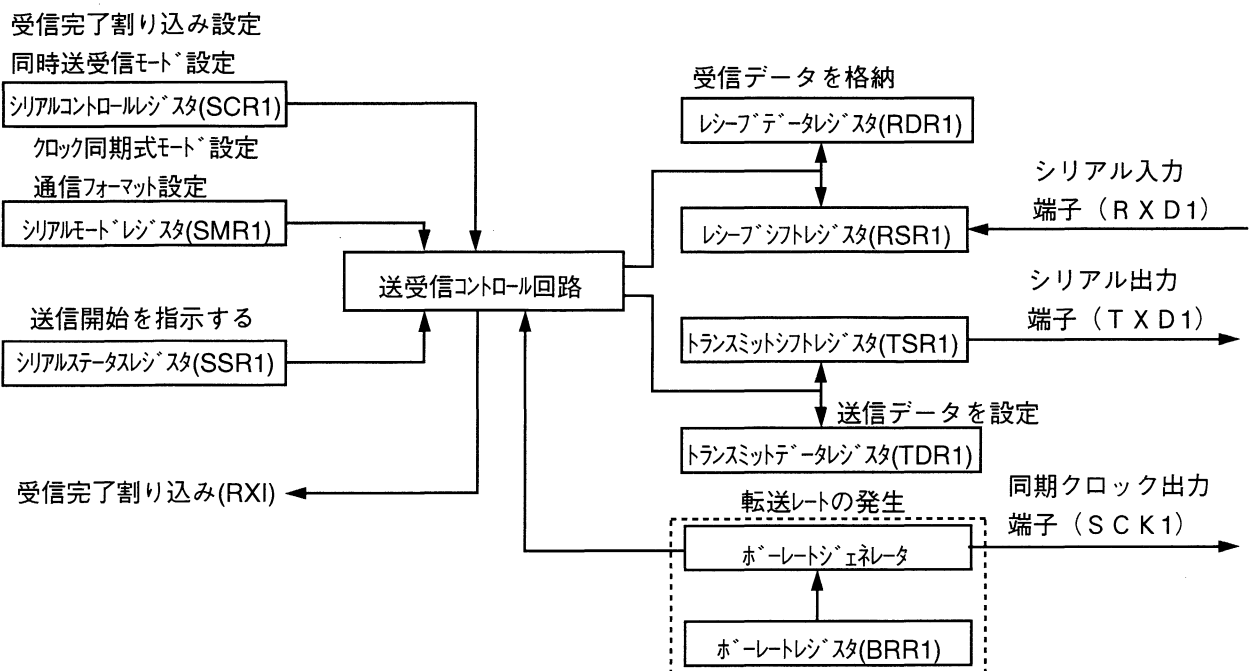 受信完了割り込み設定
同時送受信ﾓｰﾄﾞ設定
ｼﾘｱﾙｺﾝﾄﾛｰﾙﾚｼﾞｽﾀ(SCR1)
ｸﾛｯｸ同期式ﾓｰﾄﾞ設定
通信ﾌｫｰﾏｯﾄ設定
ｼﾘｱﾙﾓｰﾄﾞﾚｼﾞｽﾀ(SMR1)
送信開始を指示する
ｼﾘｱﾙｽﾃｰﾀｽﾚｼﾞｽﾀ(SSR1)
受信完了割り込み(RXI)
送受信ｺﾝﾄﾛｰﾙ回路
受信データを格納
ﾚｼｰﾌﾞﾃﾞｰﾀﾚｼﾞｽﾀ(RDR1)
ﾚｼｰﾌﾞｼﾌﾄﾚｼﾞｽﾀ(RSR1)
シリアル入力
端子（ＲＸＤ1）
シリアル出力
端子（ＴＸＤ1）
ﾄﾗﾝｽﾐｯﾄｼﾌﾄﾚｼﾞｽﾀ(TSR1)
送信データを設定
ﾄﾗﾝｽﾐｯﾄﾃﾞｰﾀﾚｼﾞｽﾀ(TDR1)
転送ﾚｰﾄの発生
ﾎﾞｰﾚｰﾄｼﾞｪﾈﾚｰﾀ
同期クロック出力
端子（ＳＣＫ1）
ﾎﾞｰﾚｰﾄﾚｼﾞｽﾀ(BRR1)